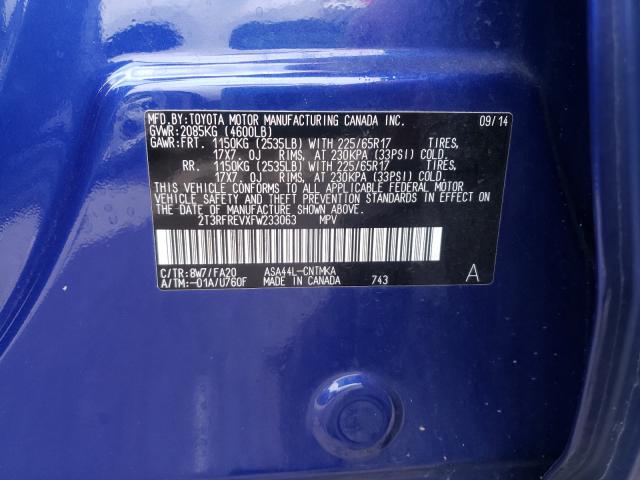 MFD.BY:TOYOTA MOTOR MANUFACTURING CANADA INC. 09/14
GVWR:2085KG (4600LB)
GAWR:FRT. 1150KG (2535LB) WITH 225/65R17 TIRES,
17X7.0J RIMS, AT 230KPA (33PSI) COLD.
RR. 1150KG (2535LB) WITH 225/65R17 TIRES,
17X7.0J RIMS, AT 230KPA (33PSI) COLD.
THIS VEHICLE CONFORMS TO ALL APPLICABLE FEDERAL MOTOR
VEHICLE SAFETY AND THEFT PREVENTION STANDARDS IN EFFECT
ON THE DATE OF MANUFACTURE SHOWN ABOVE.
2T3RFREVXFW233063 MPV
C/TR:8W7/FA20 ASA44L-CNTMKA
A/TM:-01A/U760F MADE IN CANADA 743 A